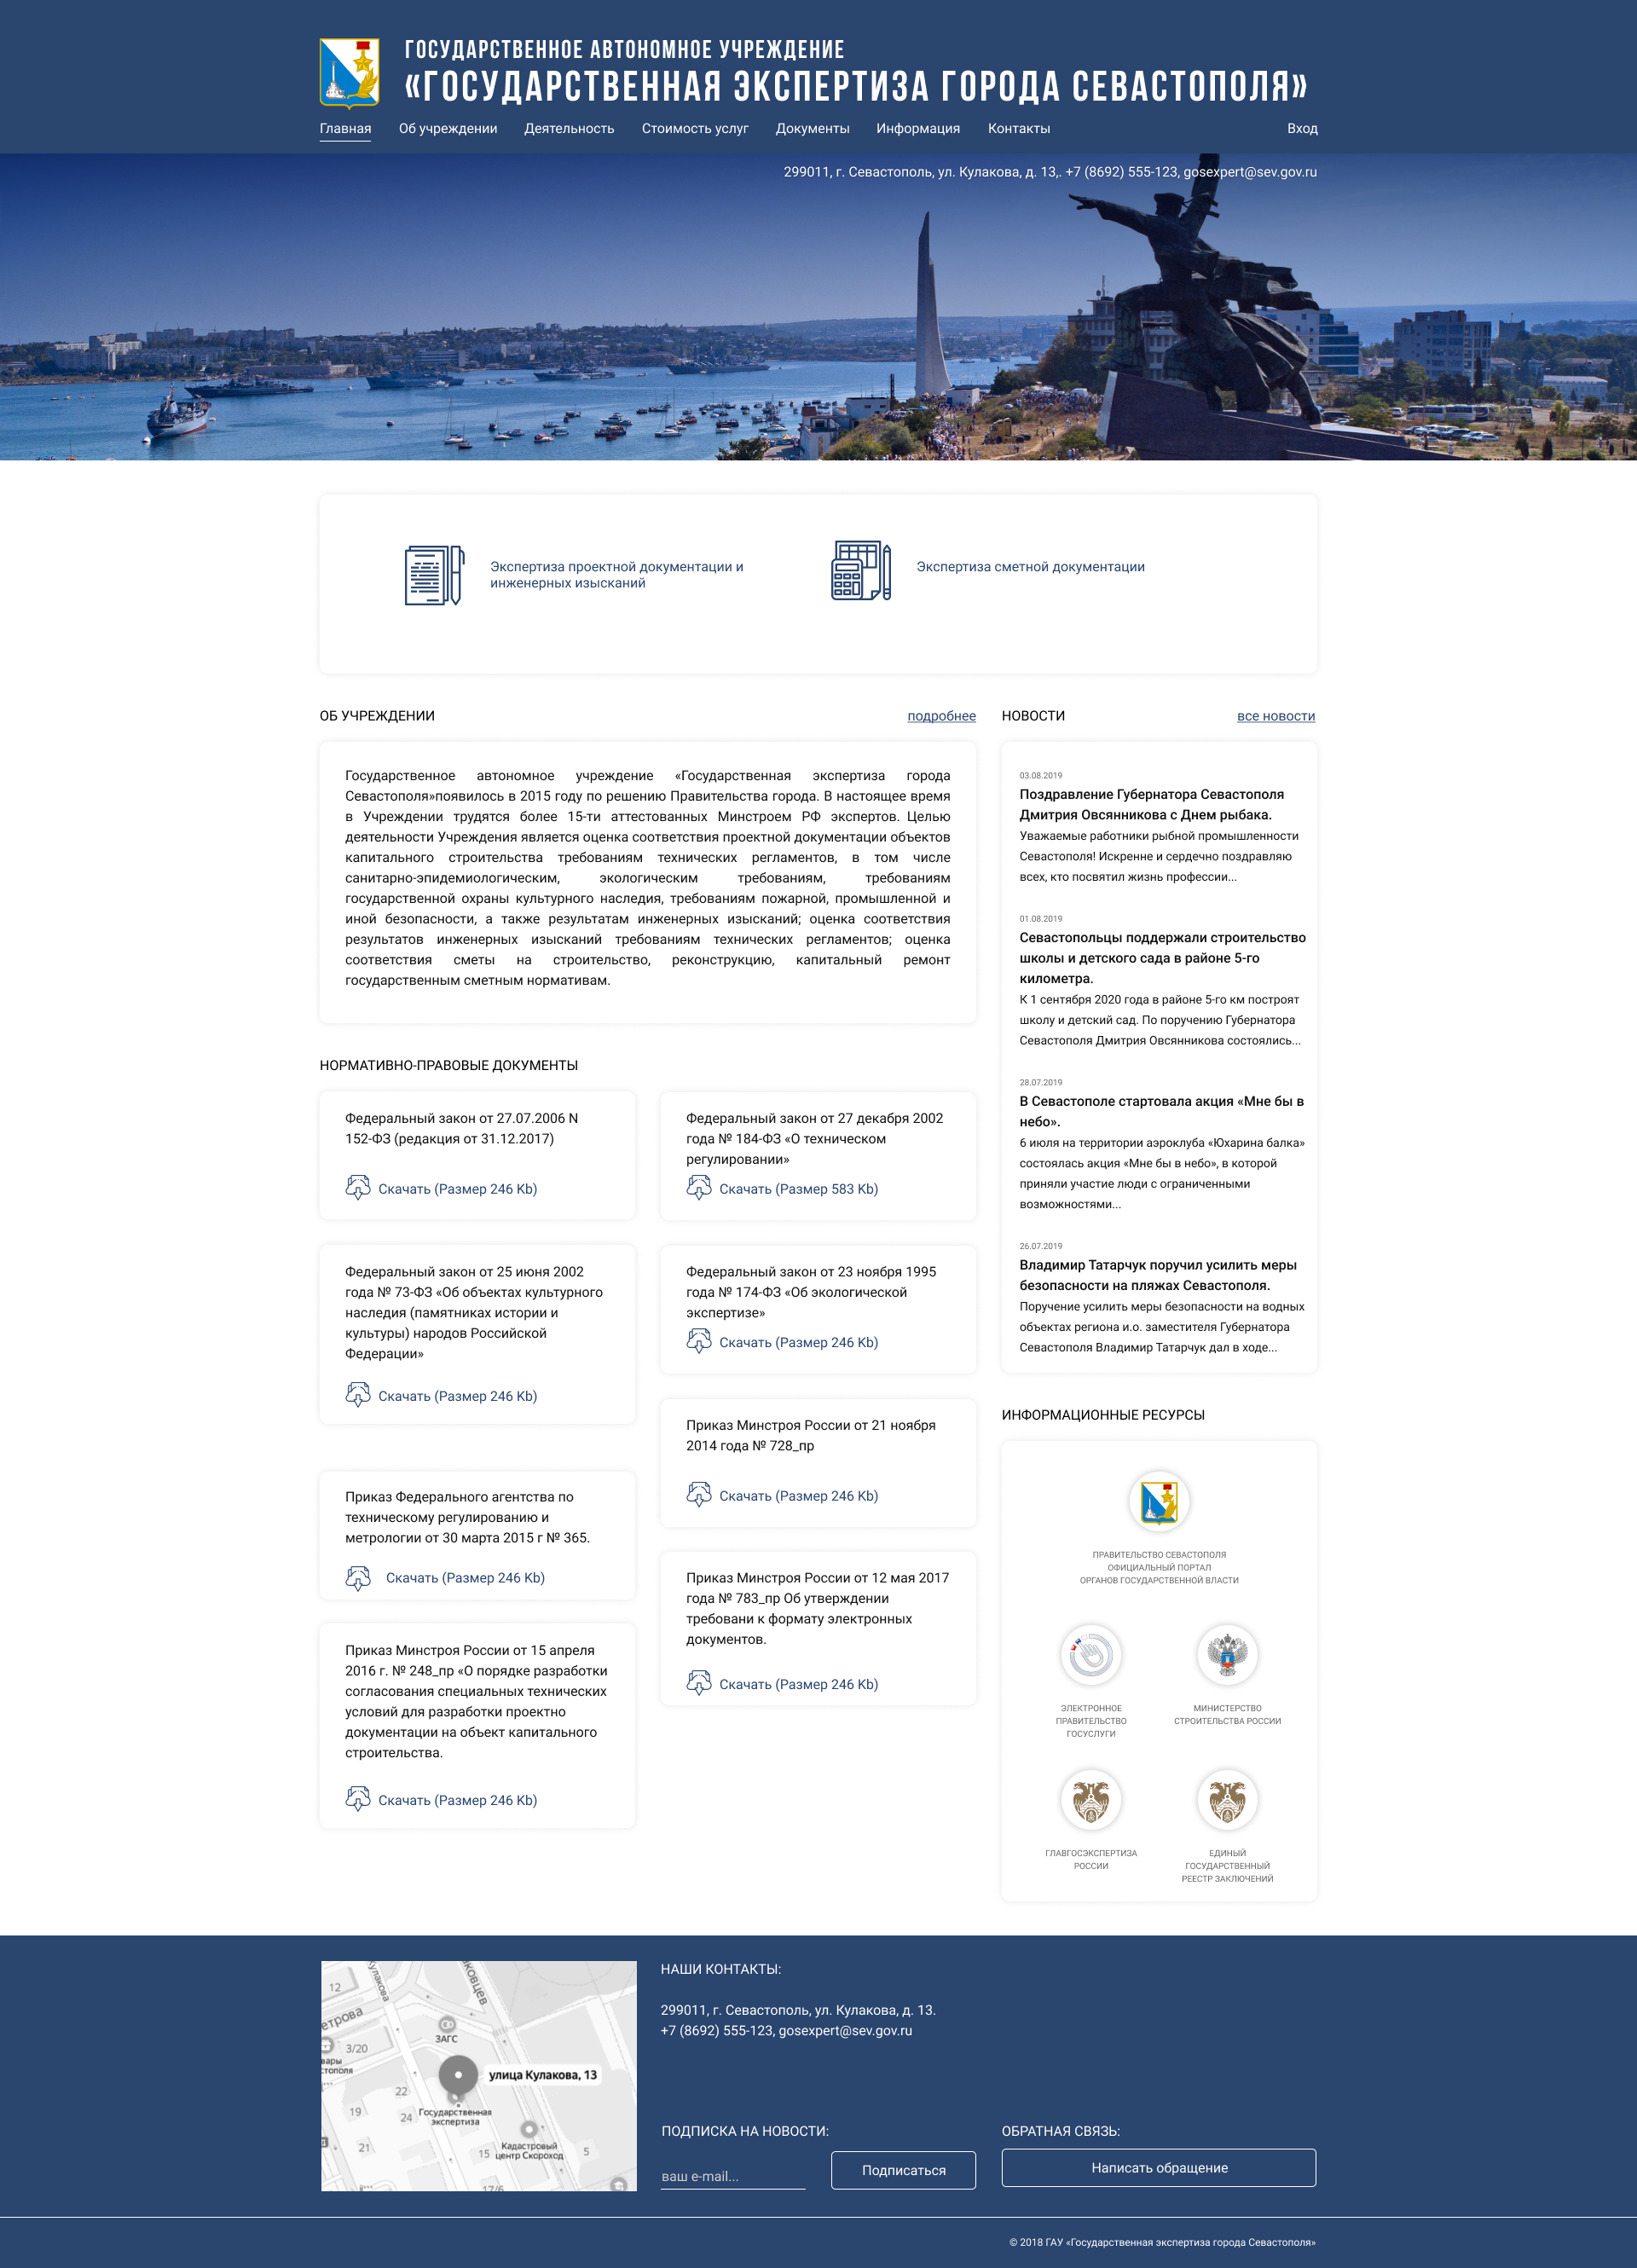 ГОСУДАРСТВЕННОЕ АВТОНОМНОЕ УЧРЕЖДЕНИЕ
«ГОСУДАРСТВЕННАЯ ЭКСПЕРТИЗА ГОРОДА СЕВАСТОПОЛЯ»
Главная Об учреждении Деятельность Стоимость услуг Документы Информация Контакты Вход
299011, г. Севастополь, ул. Кулакова, д. 13,. +7 (8692) 555-123, gosexpert@sev.gov.ru
Экспертиза проектной документации и
инженерных изысканий
Экспертиза сметной документации
ОБ УЧРЕЖДЕНИИ подробнее
Государственное автономное учреждение «Государственная экспертиза города
Севастополя»появилось в 2015 году по решению Правительства города. В настоящее время
в Учреждении трудятся более 15-ти аттестованных Минстроем РФ экспертов. Целью
деятельности Учреждения является оценка соответствия проектной документации объектов
капитального строительства требованиям технических регламентов, в том числе
санитарно-эпидемиологическим, экологическим требованиям, требованиям
государственной охраны культурного наследия, требованиям пожарной, промышленной и
иной безопасности, а также результатам инженерных изысканий; оценка соответствия
результатов инженерных изысканий требованиям технических регламентов; оценка
соответствия сметы на строительство, реконструкцию, капитальный ремонт
государственным сметным нормативам.
НОРМАТИВНО-ПРАВОВЫЕ ДОКУМЕНТЫ
Федеральный закон от 27.07.2006 N
152-ФЗ (редакция от 31.12.2017)
Скачать (Размер 246 Kb)
Федеральный закон от 25 июня 2002
года № 73-ФЗ «Об объектах культурного
наследия (памятниках истории и
культуры) народов Российской
Федерации»
Скачать (Размер 246 Kb)
Приказ Федерального агентства по
техническому регулированию и
метрологии от 30 марта 2015 г № 365.
Скачать (Размер 246 Kb)
Приказ Минстроя России от 15 апреля
2016 г. № 248_пр «О порядке разработки
согласования специальных технических
условий для разработки проектно
документации на объект капитального
строительства.
Скачать (Размер 246 Kb)
Федеральный закон от 27 декабря 2002
года № 184-ФЗ «О техническом
регулировании»
Скачать (Размер 583 Kb)
Федеральный закон от 23 ноября 1995
года № 174-ФЗ «Об экологической
экспертизе»
Скачать (Размер 246 Kb)
Приказ Минстроя России от 21 ноября
2014 года № 728_пр
Скачать (Размер 246 Kb)
Приказ Минстроя России от 12 мая 2017
года № 783_пр Об утверждении
требовани к формату электронных
документов.
Скачать (Размер 246 Kb)
НОВОСТИ все новости
03.08.2019
Поздравление Губернатора Севастополя
Дмитрия Овсянникова с Днем рыбака.
Уважаемые работники рыбной промышленности
Севастополя! Искренне и сердечно поздравляю
всех, кто посвятил жизнь профессии...
01.08.2019
Севастопольцы поддержали строительство
школы и детского сада в районе 5-го
километра.
К 1 сентября 2020 года в районе 5-го км построят
школу и детский сад. По поручению Губернатора
Севастополя Дмитрия Овсянникова состоялись...
28.07.2019
В Севастополе стартовала акция «Мне бы в
небо».
6 июля на территории аэроклуба «Юхарина балка»
состоялась акция «Мне бы в небо», в которой
приняли участие люди с ограниченными
возможностями...
26.07.2019
Владимир Татарчук поручил усилить меры
безопасности на пляжах Севастополя.
Поручение усилить меры безопасности на водных
объектах региона и.о. заместителя Губернатора
Севастополя Владимир Татарчук дал в ходе...
ИНФОРМАЦИОННЫЕ РЕСУРСЫ
ПРАВИТЕЛЬСТВО СЕВАСТОПОЛЯ
ОФИЦИАЛЬНЫЙ ПОРТАЛ
ОРГАНОВ ГОСУДАРСТВЕННОЙ ВЛАСТИ
ЭЛЕКТРОННОЕ
ПРАВИТЕЛЬСТВО
ГОСУСЛУГИ
МИНИСТЕРСТВО
СТРОИТЕЛЬСТВА РОССИИ
ГЛАВГОСЭКСПЕРТИЗА
РОССИИ
ЕДИНЫЙ
ГОСУДАРСТВЕННЫЙ
РЕЕСТР ЗАКЛЮЧЕНИЙ
12
Кулакова
ковцев
етрова
ЗАГС
3/20
вары
стополя
улица Кулакова, 13
22
19
24
Государственная
экспертиза
21
15
Кадастровый
центр Скороход
5
17/6
НАШИ КОНТАКТЫ:
299011, г. Севастополь, ул. Кулакова, д. 13.
+7 (8692) 555-123, gosexpert@sev.gov.ru
ПОДПИСКА НА НОВОСТИ:
ваш e-mail...
Подписаться
ОБРАТНАЯ СВЯЗЬ:
Написать обращение
© 2018 ГАУ «Государственная экспертиза города Севастополя»